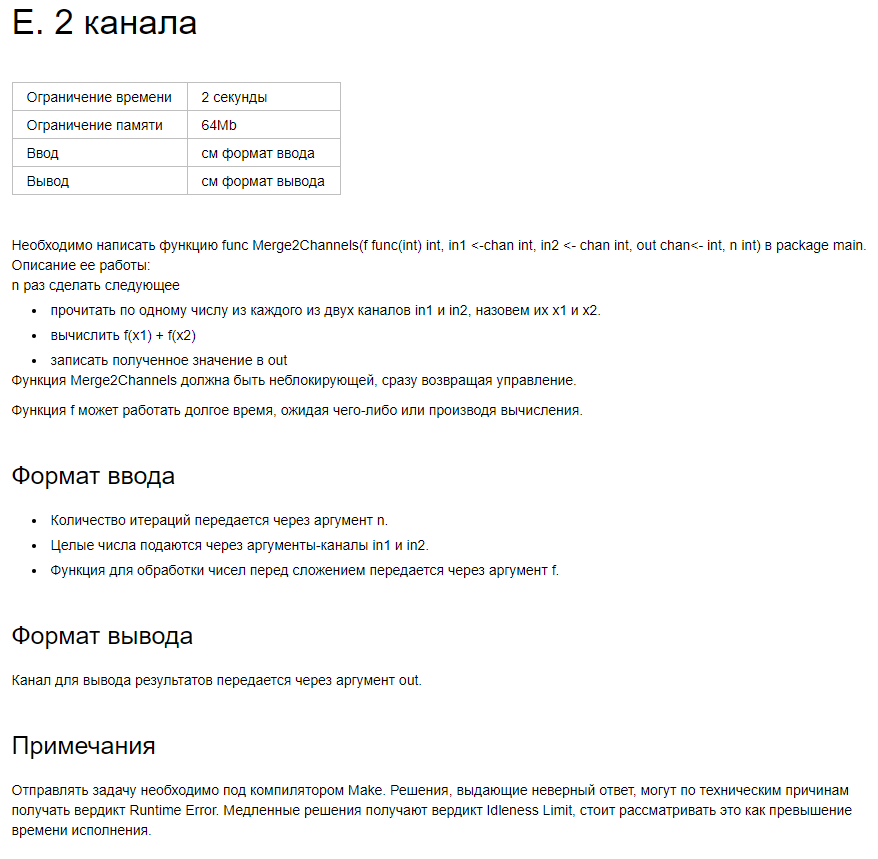 E. 2 канала
Ограничение времени 2 секунды
Ограничение памяти 64Mb
Ввод см формат ввода
Вывод см формат вывода
Необходимо написать функцию func Merge2Channels(f func(int) int, in1 <-chan int, in2 <- chan int, out chan<- int, n int) в package main.
Описание ее работы:
n раз сделать следующее
• прочитать по одному числу из каждого из двух каналов in1 и in2, назовем их x1 и x2.
• вычислить f(x1) + f(x2)
• записать полученное значение в out
Функция Merge2Channels должна быть неблокирующей, сразу возвращая управление.
Функция f может работать долгое время, ожидая чего-либо или производя вычисления.
Формат ввода
• Количество итераций передается через аргумент n.
• Целые числа подаются через аргументы-каналы in1 и in2.
• Функция для обработки чисел перед сложением передается через аргумент f.
Формат вывода
Канал для вывода результатов передается через аргумент out.
Примечания
Отправлять задачу необходимо под компилятором Make. Решения, выдающие неверный ответ, могут по техническим причинам
получать вердикт Runtime Error. Медленные решения получают вердикт Idleness Limit, стоит рассматривать это как превышение
времени исполнения.